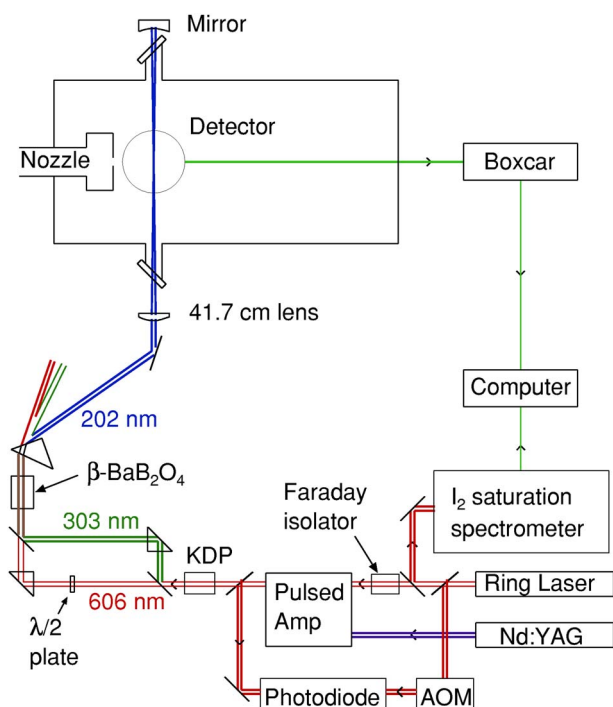 Mirror
Detector
Nozzle
Boxcar
41.7 cm lens
Computer
202 nm
β-BaB₂O₄
I₂ saturation
spectrometer
Faraday
isolator
303 nm
KDP
Ring Laser
606 nm
Pulsed
Amp
λ/2
plate
Nd:YAG
Photodiode
AOM